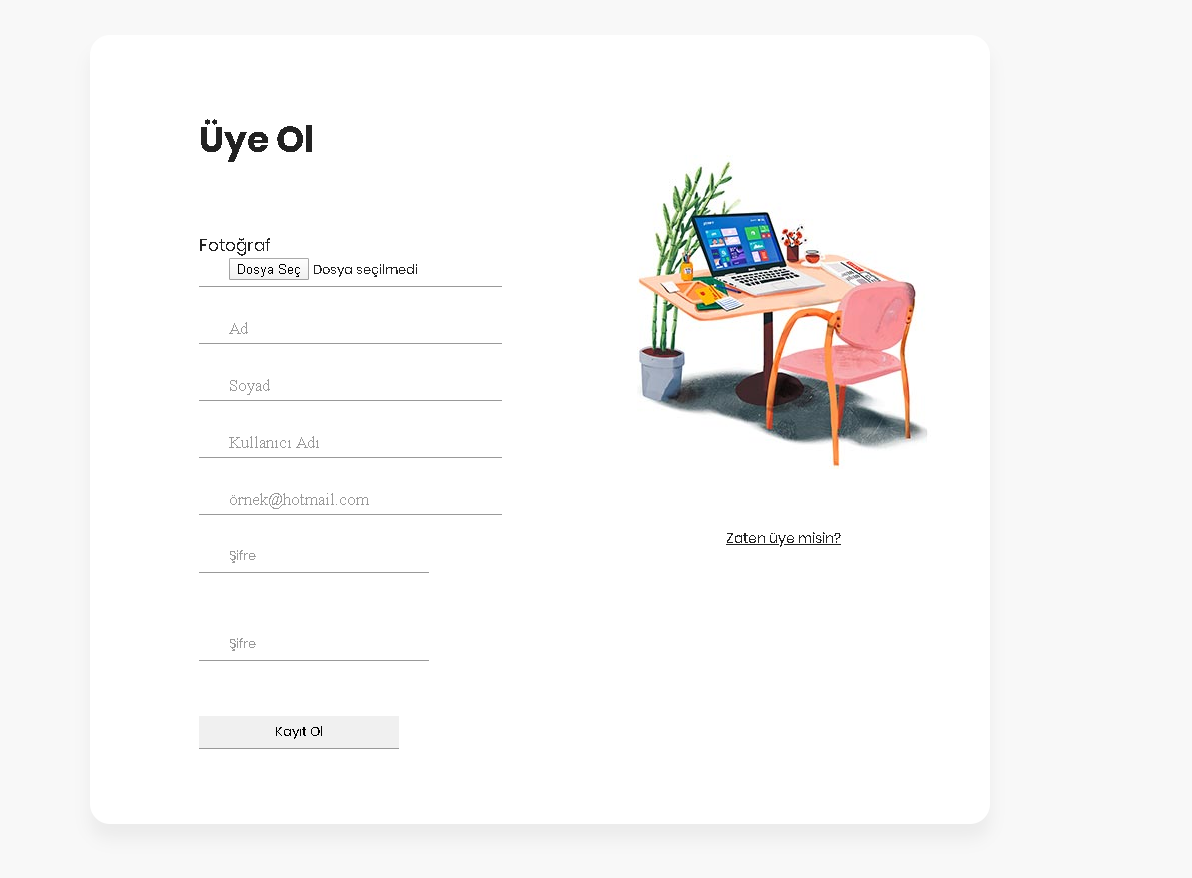 Üye Ol
Fotoğraf
Dosya Seç Dosya seçilmedi
Ad
Soyad
Kullanıcı Adı
örnek@hotmail.com
Şifre
Şifre
Kayıt Ol
Zaten üye misin?